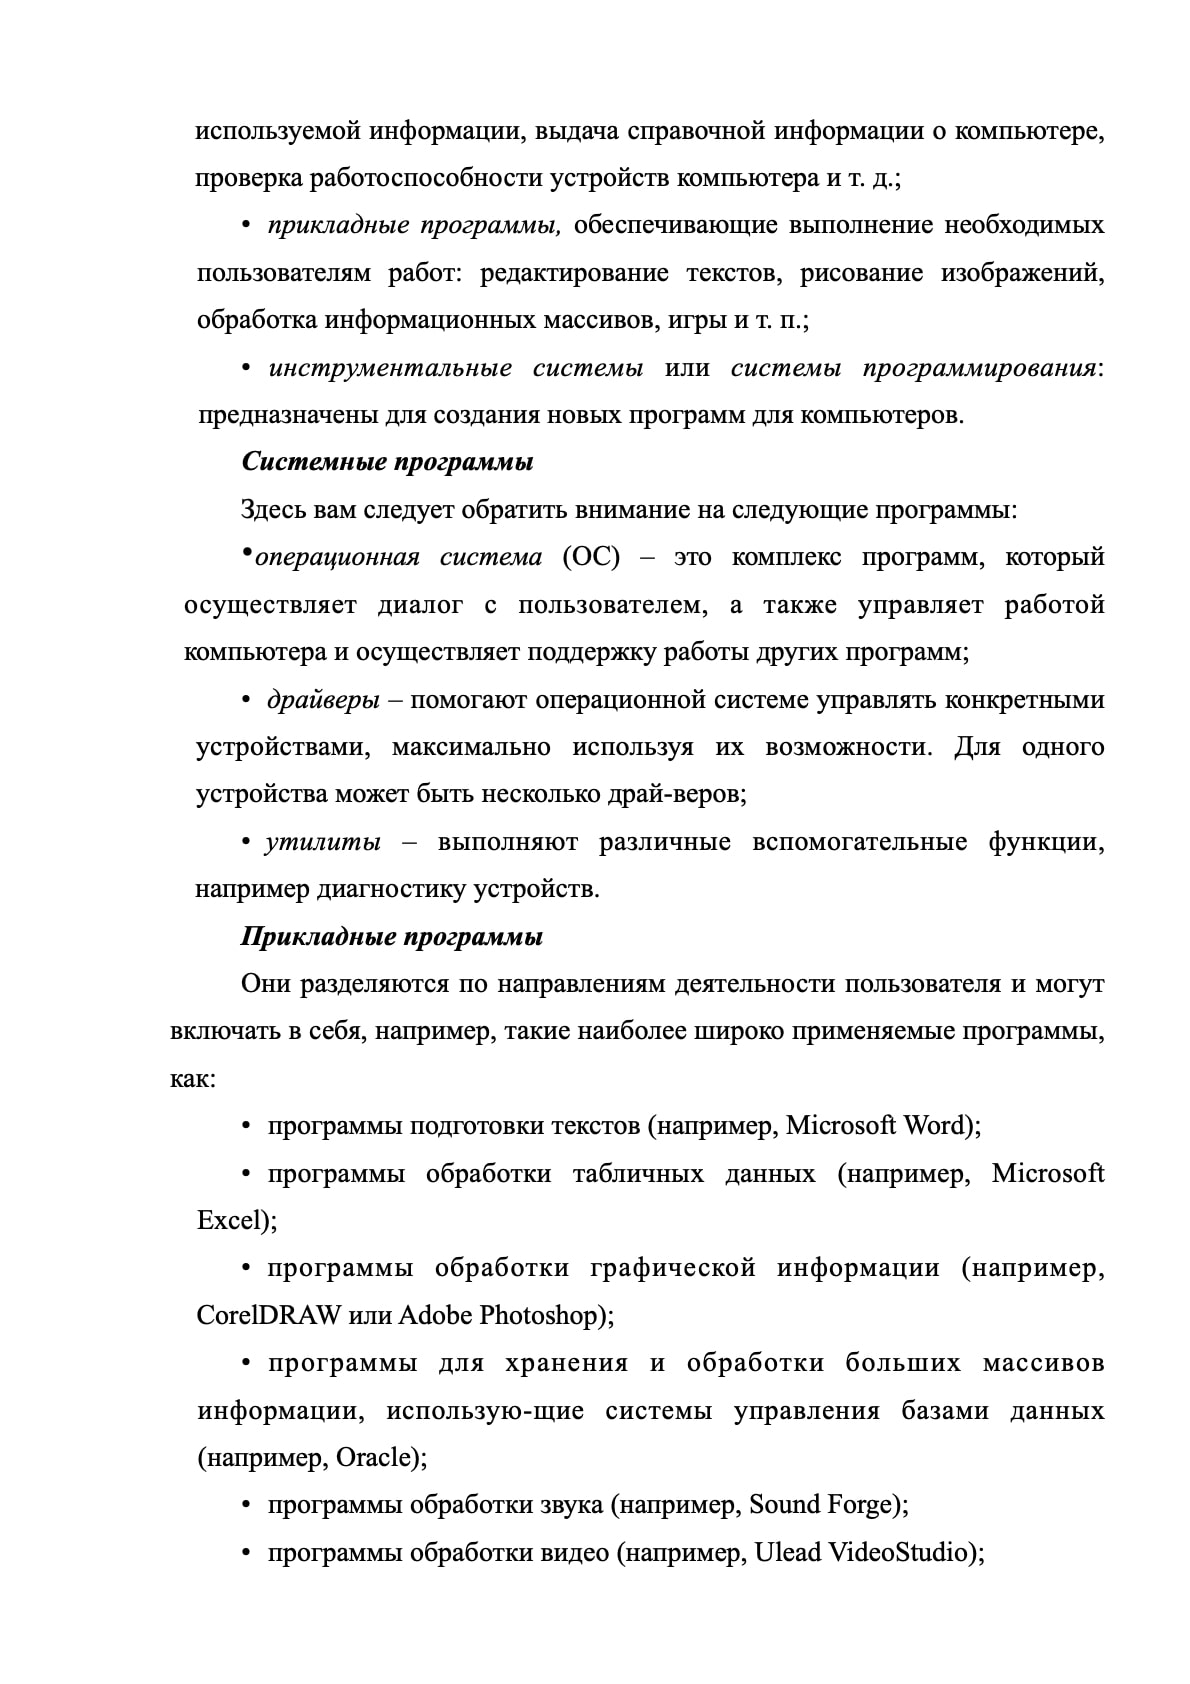 используемой информации, выдача справочной информации о компьютере,
проверка работоспособности устройств компьютера и т. д.;
• прикладные программы, обеспечивающие выполнение необходимых
пользователям работ: редактирование текстов, рисование изображений,
обработка информационных массивов, игры и т. п.;
• инструментальные системы или системы программирования:
предназначены для создания новых программ для компьютеров.
Системные программы
Здесь вам следует обратить внимание на следующие программы:
•операционная система (ОС) – это комплекс программ, который
осуществляет диалог с пользователем, а также управляет работой
компьютера и осуществляет поддержку работы других программ;
• драйверы – помогают операционной системе управлять конкретными
устройствами, максимально используя их возможности. Для одного
устройства может быть несколько драй-веров;
• утилиты – выполняют различные вспомогательные функции,
например диагностику устройств.
Прикладные программы
Они разделяются по направлениям деятельности пользователя и могут
включать в себя, например, такие наиболее широко применяемые программы,
как:
• программы подготовки текстов (например, Microsoft Word);
• программы обработки табличных данных (например, Microsoft
Excel);
• программы обработки графической информации (например,
CorelDRAW или Adobe Photoshop);
• программы для хранения и обработки больших массивов
информации, использую-щие системы управления базами данных
(например, Oracle);
• программы обработки звука (например, Sound Forge);
• программы обработки видео (например, Ulead VideoStudio);